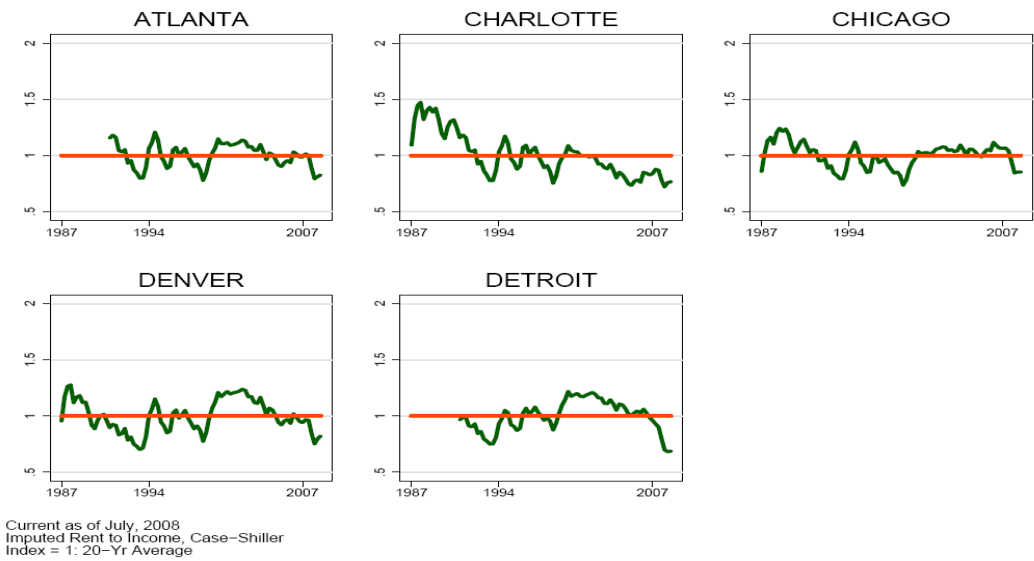 ATLANTA
2
1.5
1
.5
1987 1994 2007
CHARLOTTE
2
1.5
1
.5
1987 1994 2007
CHICAGO
2
1.5
1
.5
1987 1994 2007
DENVER
2
1.5
1
.5
1987 1994 2007
DETROIT
2
1.5
1
.5
1987 1994 2007
Current as of July, 2008
Imputed Rent to Income, Case−Shiller
Index = 1: 20−Yr Average